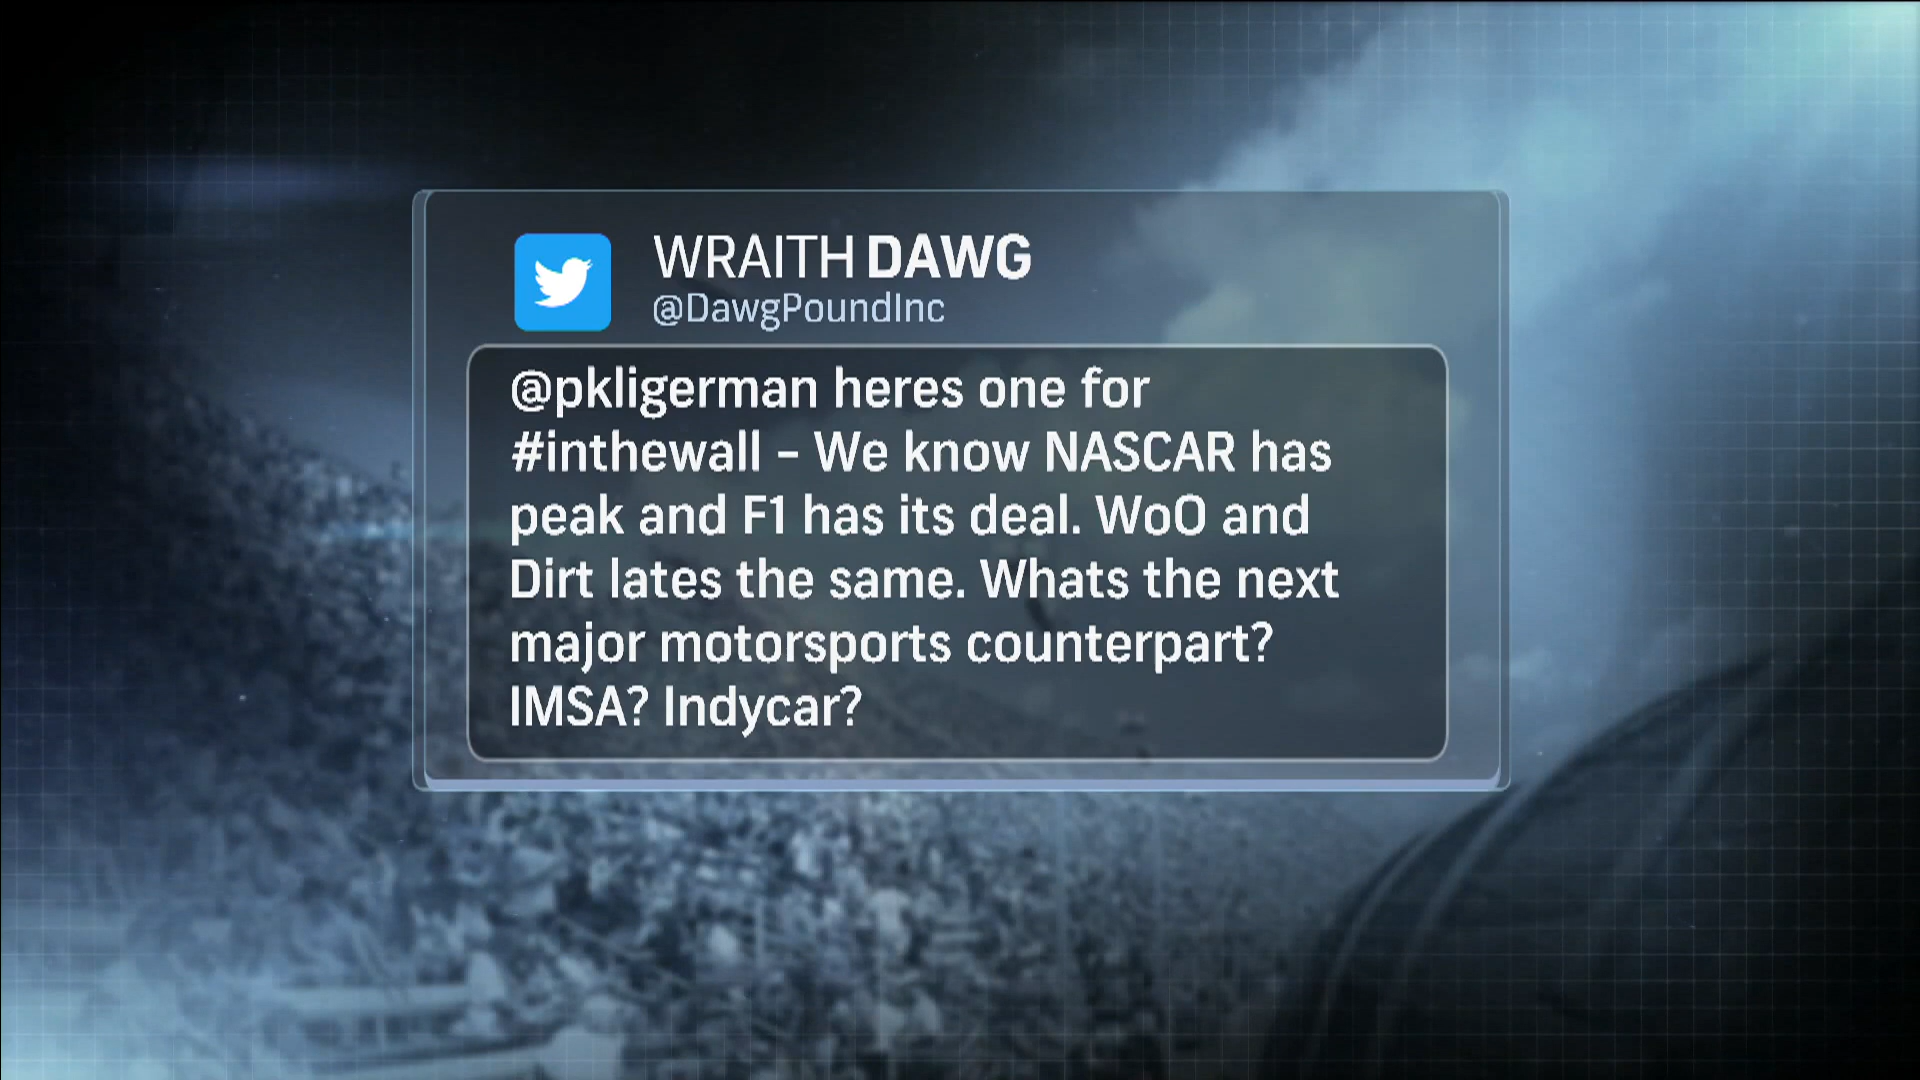 WRAITH DAWG
@DawgPoundInc
@pkligerman heres one for
#inthewall – We know NASCAR has
peak and F1 has its deal. WoO and
Dirt lates the same. Whats the next
major motorsports counterpart?
IMSA? Indycar?